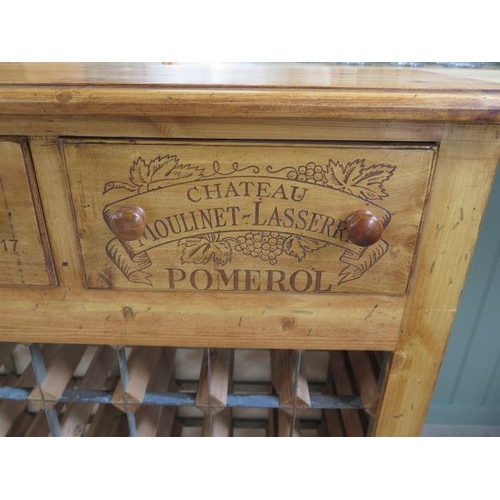 17
CHATEAU
MOULINET-LASSERRE
POMEROL